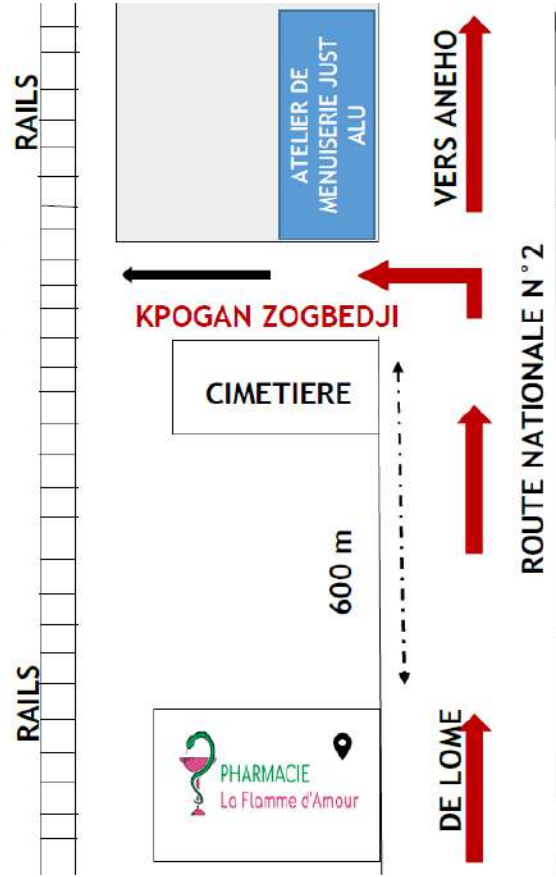 RAILS
ATELIER DE
MENUISERIE JUST
ALU
VERS ANEHO
KPOGAN ZOGBEDJI
ROUTE NATIONALE N°2
CIMETIERE
600 m
RAILS
PHARMACIE
La Flamme d'Amour
DE LOME